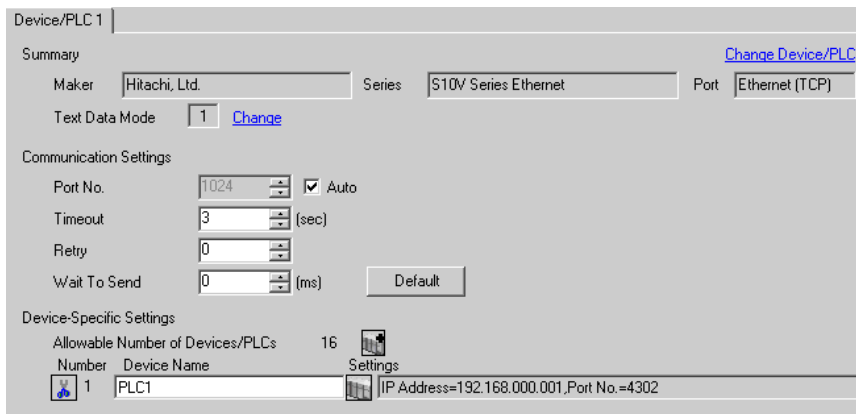 Device/PLC 1
Summary
Change Device/PLC
Maker Hitachi, Ltd. Series S10V Series Ethernet Port Ethernet (TCP)
Text Data Mode 1 Change
Communication Settings
Port No. 1024 Auto
Timeout 3 (sec)
Retry 0
Wait To Send 0 (ms) Default
Device-Specific Settings
Allowable Number of Devices/PLCs 16
Number Device Name Settings
1 PLC1 IP Address=192.168.000.001,Port No.=4302